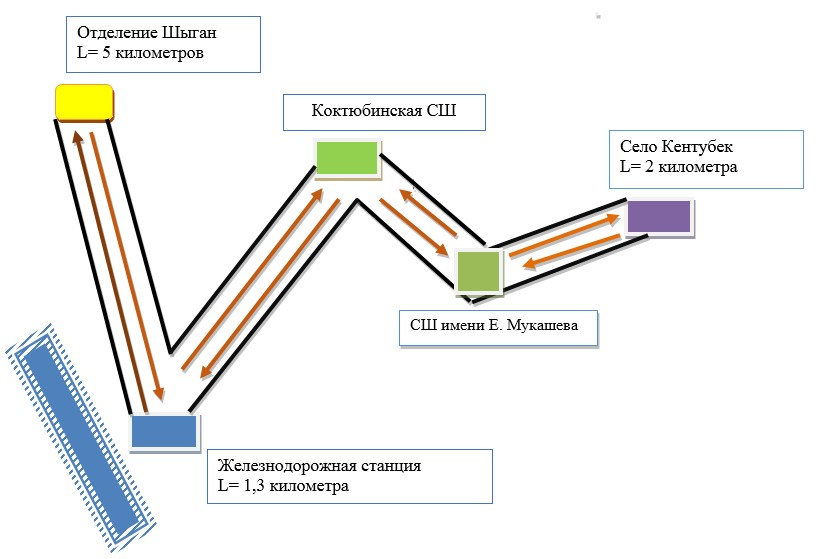 Отделение Шыган
L= 5 километров
Коктюбинская СШ
Село Кентубек
L= 2 километра
СШ имени Е. Мукашева
Железнодорожная станция
L= 1,3 километра